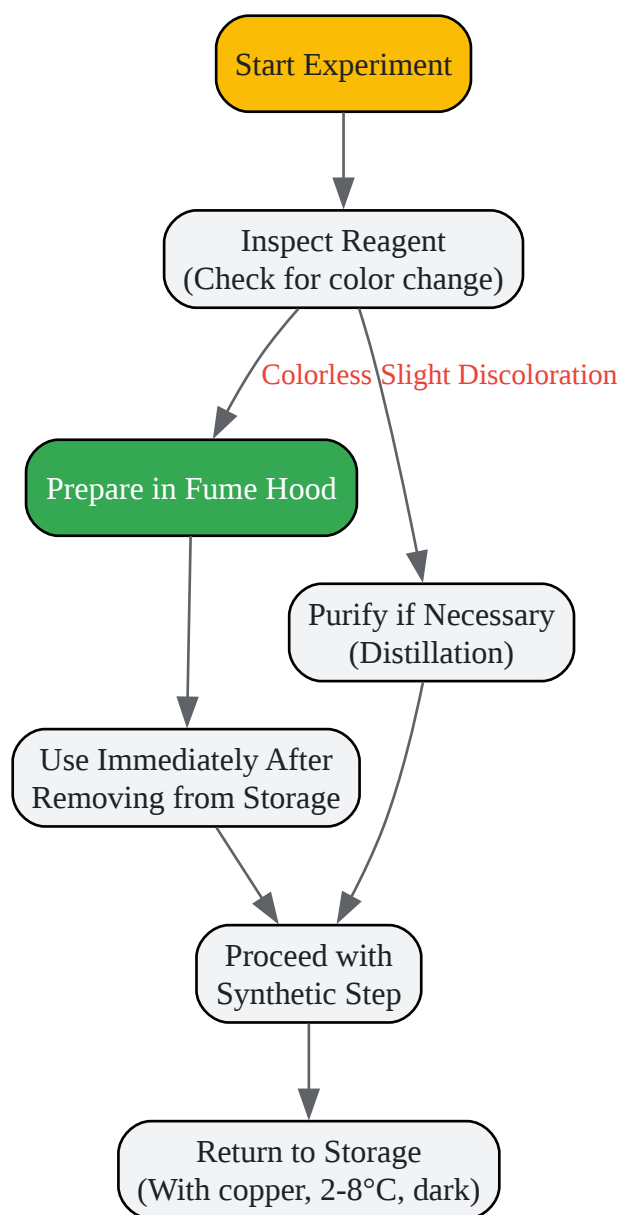 Start Experiment
Inspect Reagent
(Check for color change)
Colorless
Slight Discoloration
Prepare in Fume Hood
Purify if Necessary
(Distillation)
Use Immediately After
Removing from Storage
Proceed with
Synthetic Step
Return to Storage
(With copper, 2-8°C, dark)